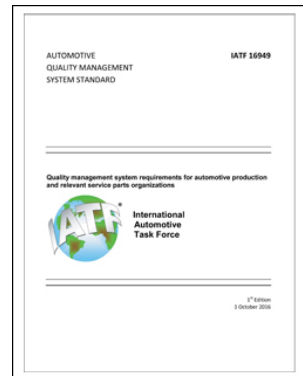 AUTOMOTIVE
QUALITY MANAGEMENT
SYSTEM STANDARD
IATF 16949
Quality management system requirements for automotive production
and relevant service parts organizations
IATF®
International
Automotive
Task Force
1st Edition
1 October 2016